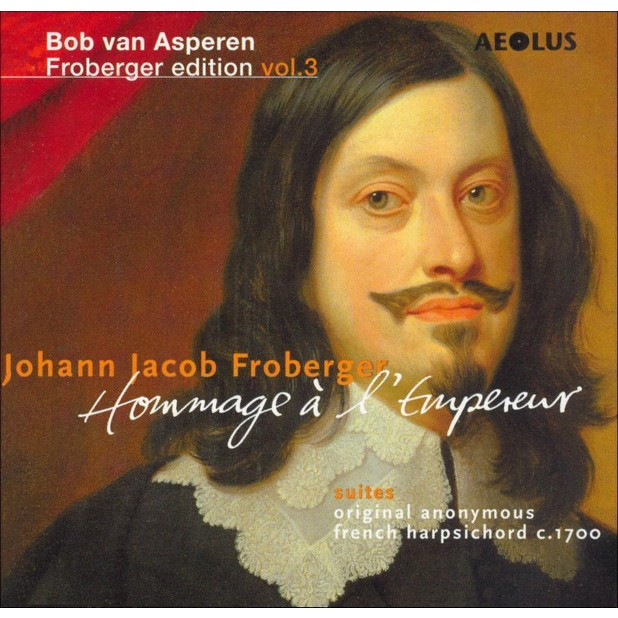 Bob van Asperen
Froberger edition vol.3
AEOLUS
Johann Jacob Froberger
Hommage à l'Empereur
suites
original anonymous
french harpsichord c.1700